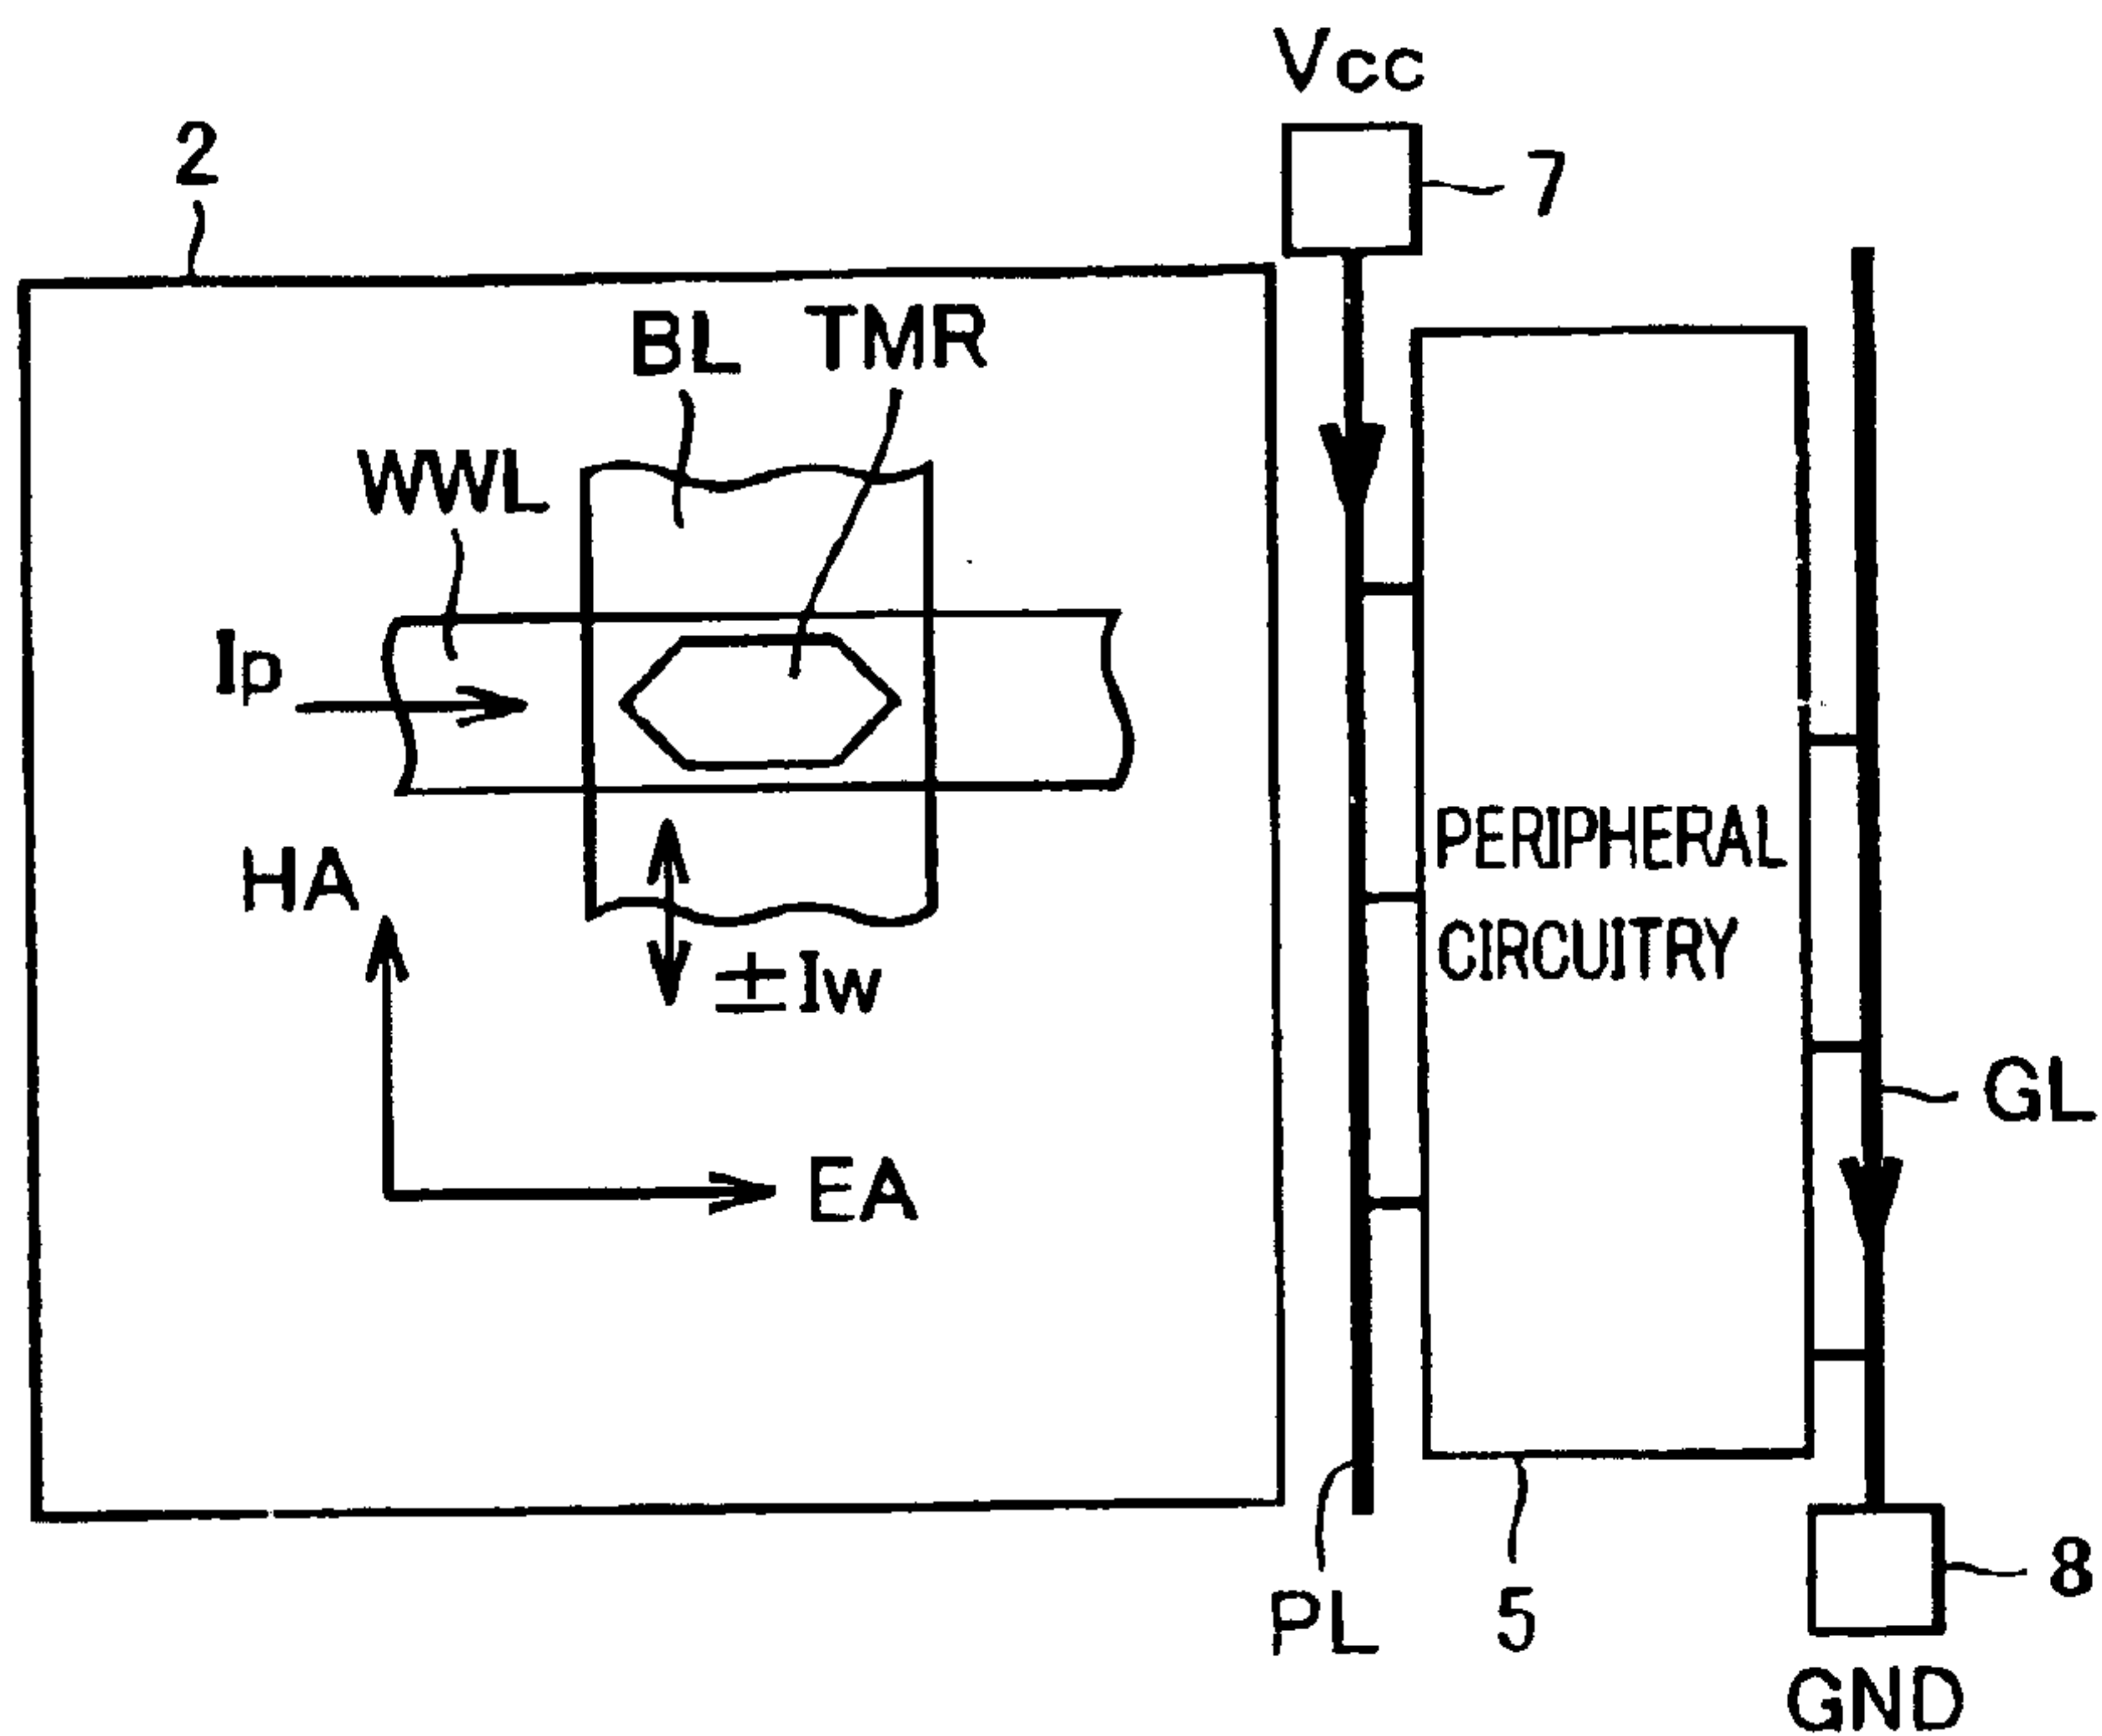 Vcc
2
7
BL
TMR
WWL
Ip
HA
PERIPHERAL
CIRCUITRY
±Iw
GL
EA
8
PL
5
GND